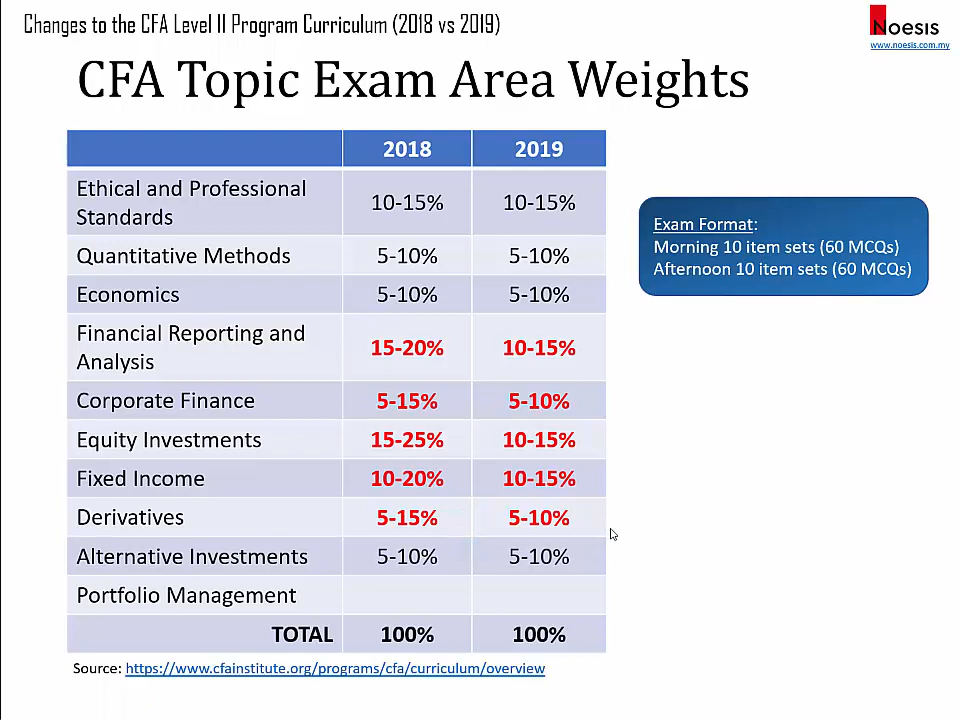 Changes to the CFA Level II Program Curriculum (2018 vs 2019)
Noesis
www.noesis.com.my
CFA Topic Exam Area Weights
2018 2019
Ethical and Professional
Standards 10-15% 10-15%
Quantitative Methods 5-10% 5-10%
Economics 5-10% 5-10%
Financial Reporting and
Analysis 15-20% 10-15%
Corporate Finance 5-15% 5-10%
Equity Investments 15-25% 10-15%
Fixed Income 10-20% 10-15%
Derivatives 5-15% 5-10%
Alternative Investments 5-10% 5-10%
Portfolio Management
TOTAL 100% 100%
Exam Format:
Morning 10 item sets (60 MCQs)
Afternoon 10 item sets (60 MCQs)
Source: https://www.cfainstitute.org/programs/cfa/curriculum/overview